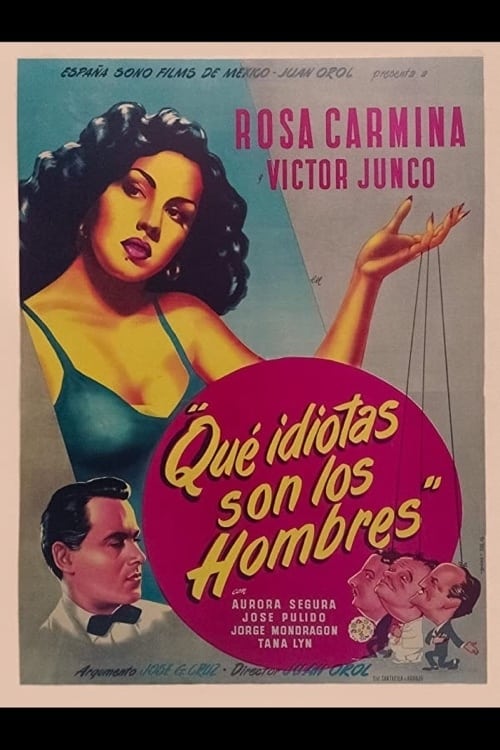 ESPAÑA SONO FILMS DE MEXICO - JUAN OROL presenta a
ROSA CARMINA
y VICTOR JUNCO
en
"Qué idiotas
son los
Hombres"
con
AURORA SEGURA
JOSE PULIDO
JORGE MONDRAGON
TANA LYN
Argumento JOSE G. CRUZ - Director JUAN OROL